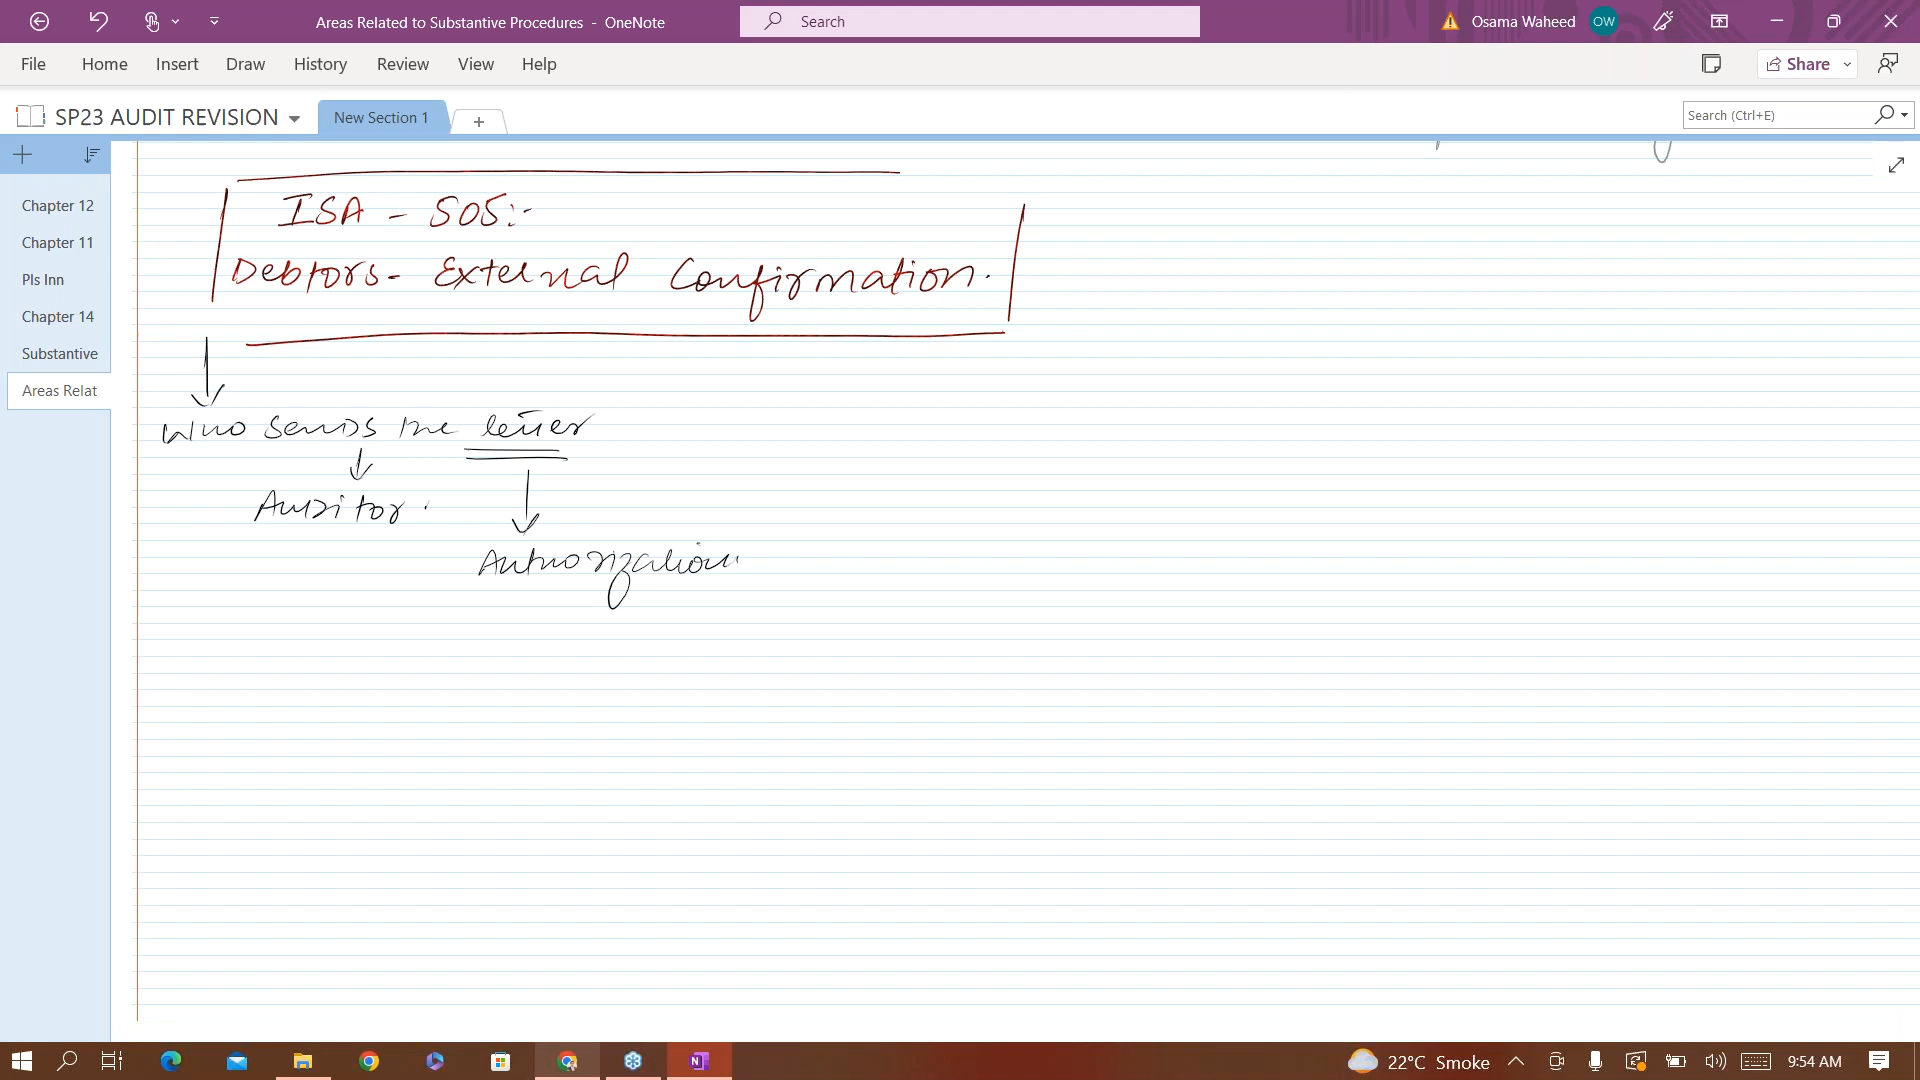 Areas Related to Substantive Procedures - OneNote
Search
Osama Waheed OW
File Home Insert Draw History Review View Help
Share
SP23 AUDIT REVISION
New Section 1
+
Search (Ctrl+E)
Chapter 12
Chapter 11
Pls Inn
Chapter 14
Substantive
Areas Relat
ISA - 505:-
Debtors- External Confirmation.
Who sends the letter
Auditor.
Authorization.
22°C Smoke
9:54 AM